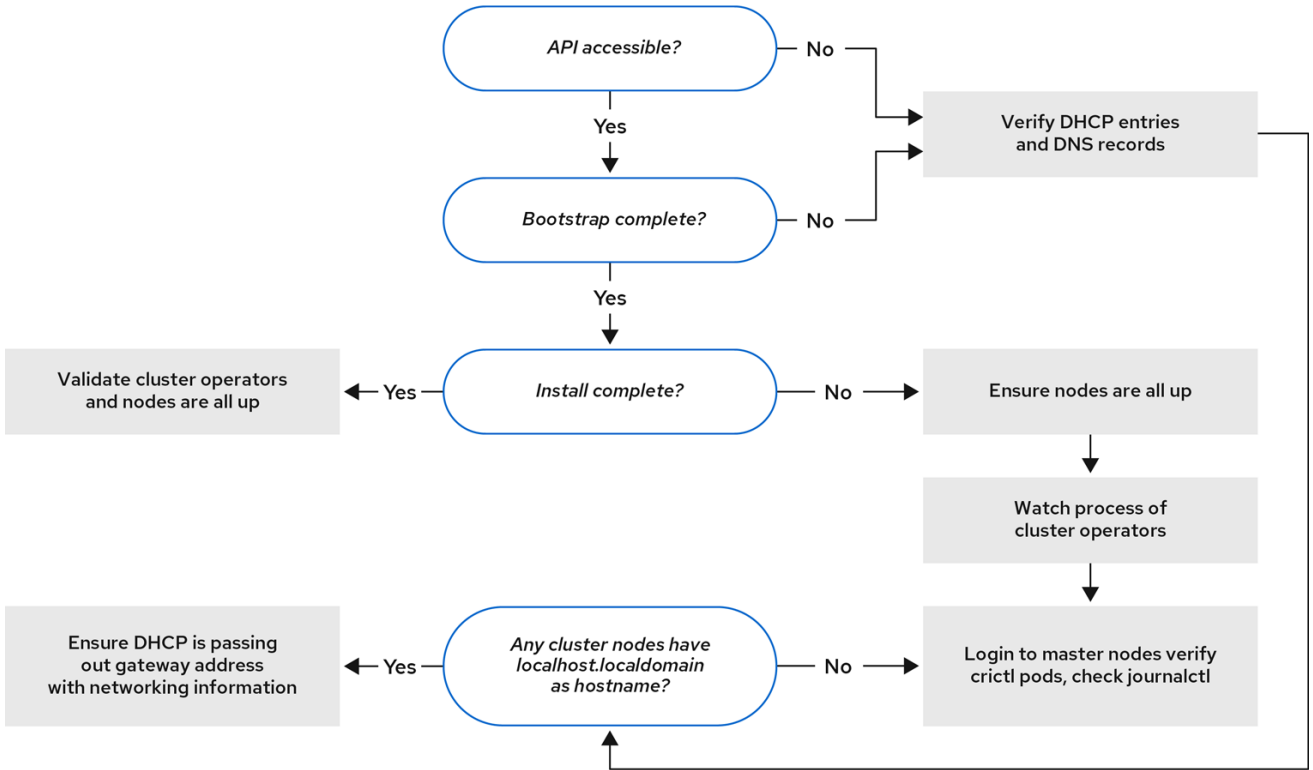 API accessible?
No
Verify DHCP entries
and DNS records
Yes
Bootstrap complete?
No
Yes
Validate cluster operators
and nodes are all up
Yes
Install complete?
No
Ensure nodes are all up
Watch process of
cluster operators
Ensure DHCP is passing
out gateway address
with networking information
Yes
Any cluster nodes have
localhost.localdomain
as hostname?
No
Login to master nodes verify
crictl pods, check journalctl